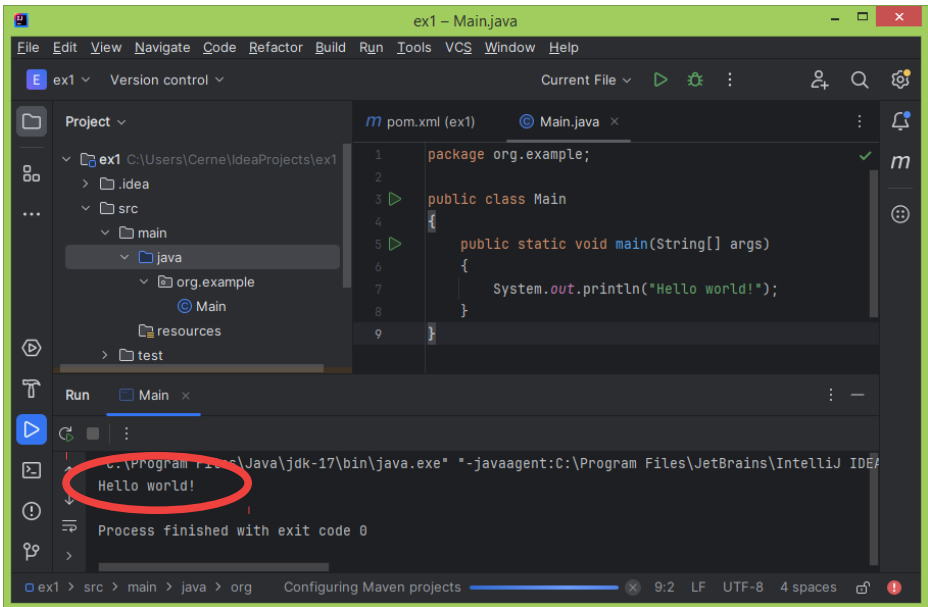 ex1 – Main.java
File Edit View Navigate Code Refactor Build Run Tools VCS Window Help
E ex1 Version control Current File
Project
m pom.xml (ex1) © Main.java ×
ex1 C:\Users\Cerne\IdeaProjects\ex1
.idea
src
main
java
org.example
© Main
resources
test
1 package org.example;
2
3 public class Main
4 {
5 public static void main(String[] args)
6 {
7 System.out.println("Hello world!");
8 }
9 }
m
Run Main ×
"C:\Program Files\Java\jdk-17\bin\java.exe" "-javaagent:C:\Program Files\JetBrains\IntelliJ IDEA
Hello world!
Process finished with exit code 0
ex1 > src > main > java > org Configuring Maven projects 9:2 LF UTF-8 4 spaces